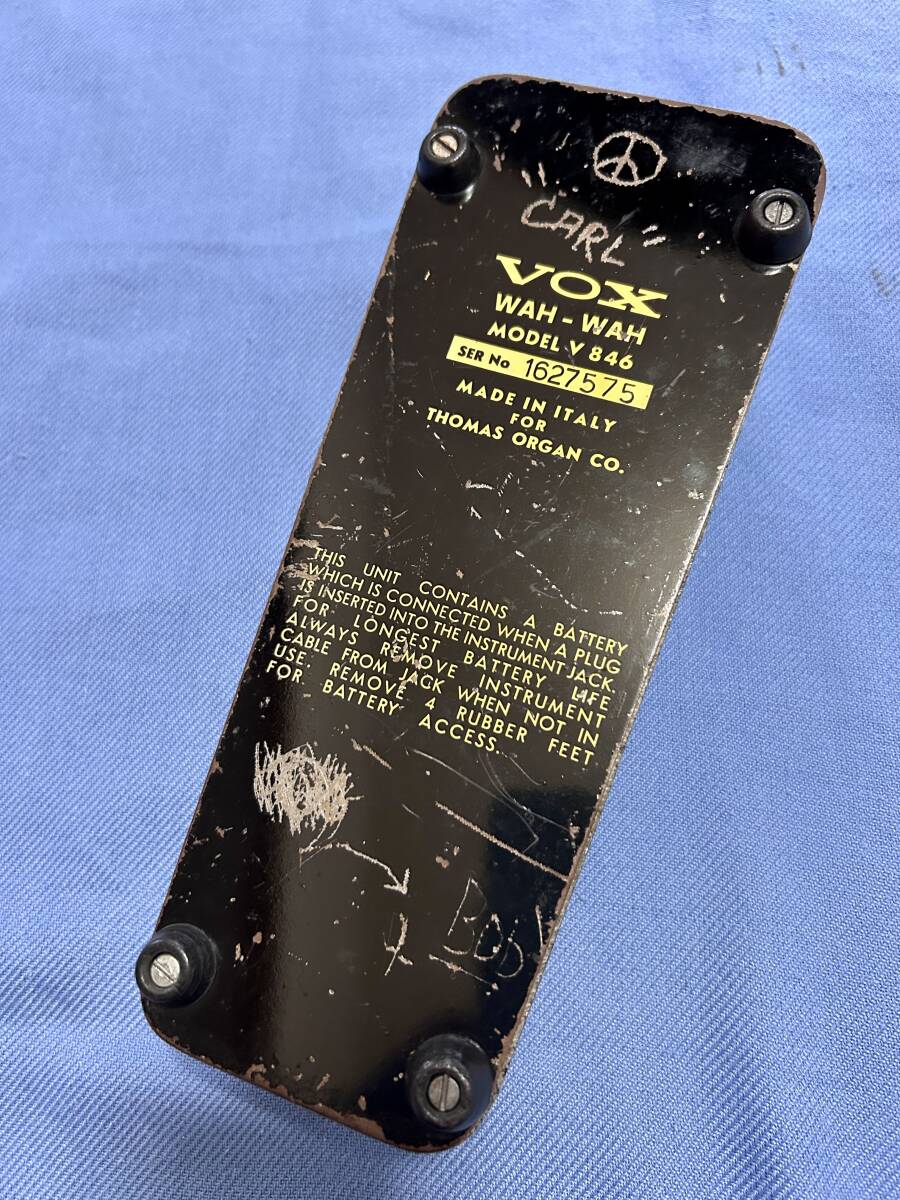 "CARL"
VOX
WAH - WAH
MODEL V 846
SER No 1627575
MADE IN ITALY
FOR
THOMAS ORGAN CO.
THIS UNIT CONTAINS A BATTERY
WHICH IS CONNECTED WHEN A PLUG
IS INSERTED INTO THE INSTRUMENT JACK.
FOR LONGEST BATTERY LIFE
ALWAYS REMOVE INSTRUMENT
CABLE FROM JACK WHEN NOT IN
USE. REMOVE 4 RUBBER FEET
FOR BATTERY ACCESS.